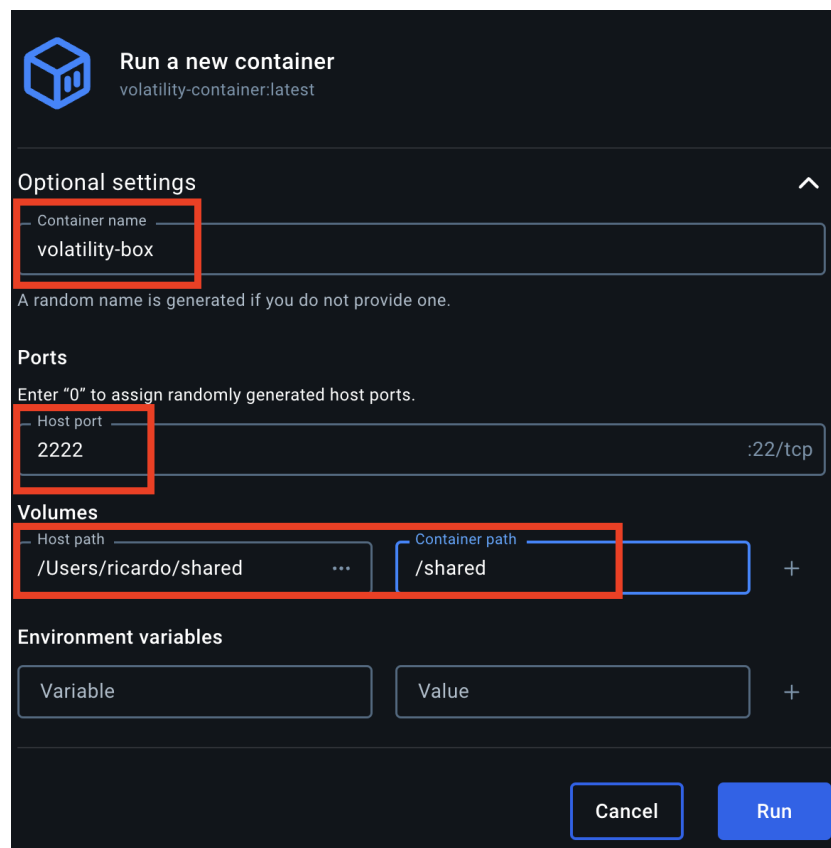 Run a new container
volatility-container:latest
Optional settings
Container name
volatility-box
A random name is generated if you do not provide one.
Ports
Enter “0” to assign randomly generated host ports.
Host port
2222 :22/tcp
Volumes
Host path Container path
/Users/ricardo/shared ··· /shared +
Environment variables
Variable Value +
Cancel Run